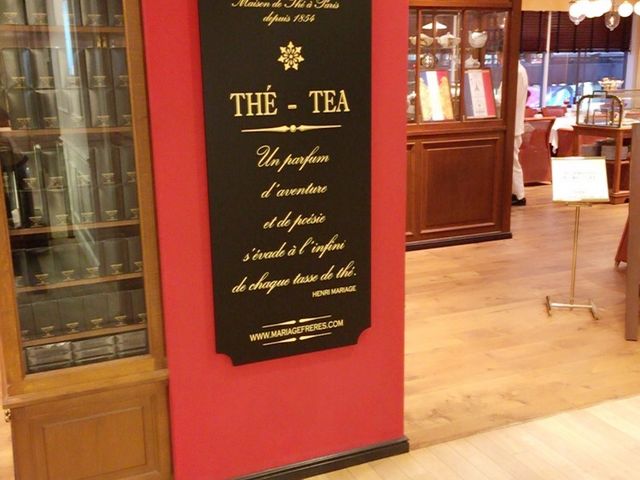 Maison de Thé à Paris
depuis 1854
THÉ - TEA
Un parfum
d'aventure
et de poésie
s'évade à l'infini
de chaque tasse de thé.
HENRI MARIAGE
WWW.MARIAGEFRERES.COM